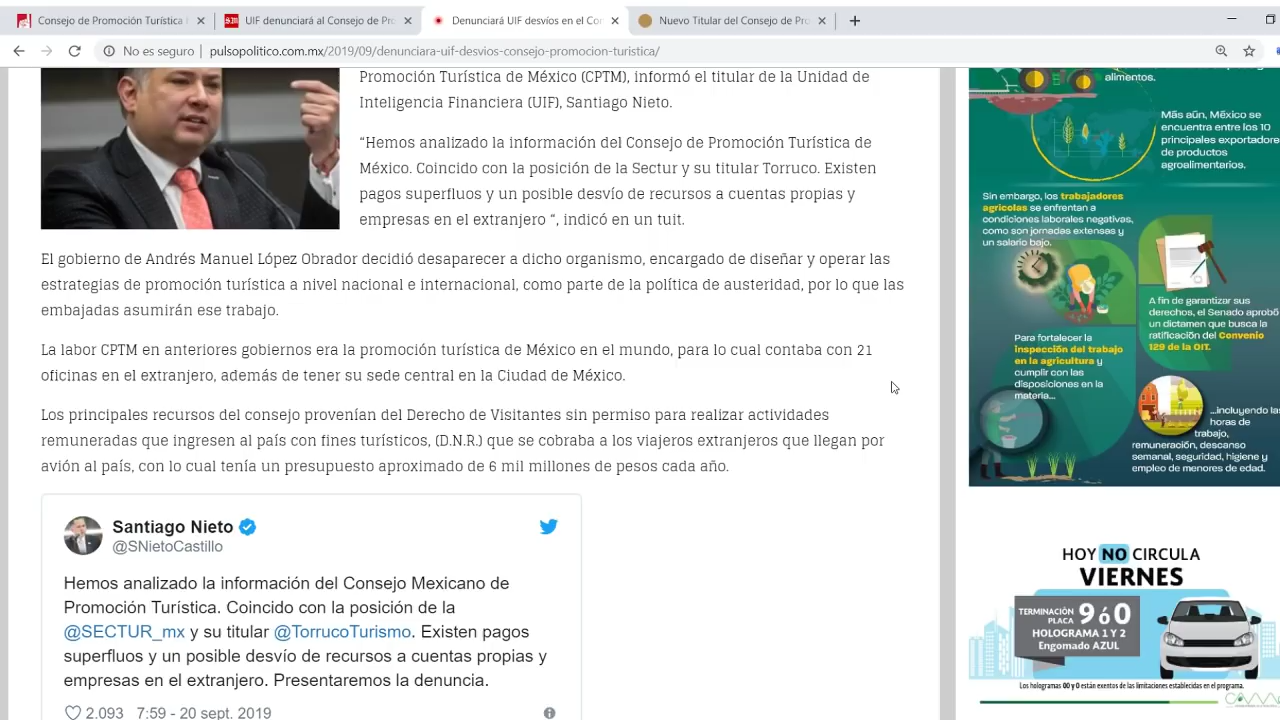 Consejo de Promoción Turística
UIF denunciará al Consejo de Pr
Denunciará UIF desvíos en el Co
Nuevo Titular del Consejo de Pro
No es seguro | pulsopolitico.com.mx/2019/09/denunciara-uif-desvios-consejo-promocion-turistica/
Promoción Turística de México (CPTM), informó el titular de la Unidad de
Inteligencia Financiera (UIF), Santiago Nieto.
“Hemos analizado la información del Consejo de Promoción Turística de
México. Coincido con la posición de la Sectur y su titular Torruco. Existen
pagos superfluos y un posible desvío de recursos a cuentas propias y
empresas en el extranjero “, indicó en un tuit.
El gobierno de Andrés Manuel López Obrador decidió desaparecer a dicho organismo, encargado de diseñar y operar las
estrategias de promoción turística a nivel nacional e internacional, como parte de la política de austeridad, por lo que las
embajadas asumirán ese trabajo.
La labor CPTM en anteriores gobiernos era la promoción turística de México en el mundo, para lo cual contaba con 21
oficinas en el extranjero, además de tener su sede central en la Ciudad de México.
Los principales recursos del consejo provenían del Derecho de Visitantes sin permiso para realizar actividades
remuneradas que ingresen al país con fines turísticos, (D.N.R.) que se cobraba a los viajeros extranjeros que llegan por
avión al país, con lo cual tenía un presupuesto aproximado de 6 mil millones de pesos cada año.
Santiago Nieto
@SNietoCastillo
Hemos analizado la información del Consejo Mexicano de
Promoción Turística. Coincido con la posición de la
@SECTUR_mx y su titular @TorrucoTurismo. Existen pagos
superfluos y un posible desvío de recursos a cuentas propias y
empresas en el extranjero. Presentaremos la denuncia.
2.093 7:59 - 20 sept. 2019
alimentos.
Más aún, México se
encuentra entre los 10
principales exportadore
de productos
agroalimentarios.
Sin embargo, los trabajadores
agrícolas se enfrentan a
condiciones laborales negativas,
como son jornadas extensas y
un salario bajo.
A fin de garantizar sus
derechos, el Senado aprobó
un dictamen que busca la
ratificación del Convenio
129 de la OIT.
Para fortalecer la
inspección del trabajo
en la agricultura y
cumplir con las
disposiciones en la
materia...
...incluyendo las
horas de
trabajo,
remuneración, descanso
semanal, seguridad, higiene y
empleo de menores de edad.
HOY NO CIRCULA
VIERNES
TERMINACIÓN
PLACA 9ó0
HOLOGRAMA 1 Y 2
Engomado AZUL
Los hologramas 00 y 0 están exentos de las limitaciones establecidas en el programa.